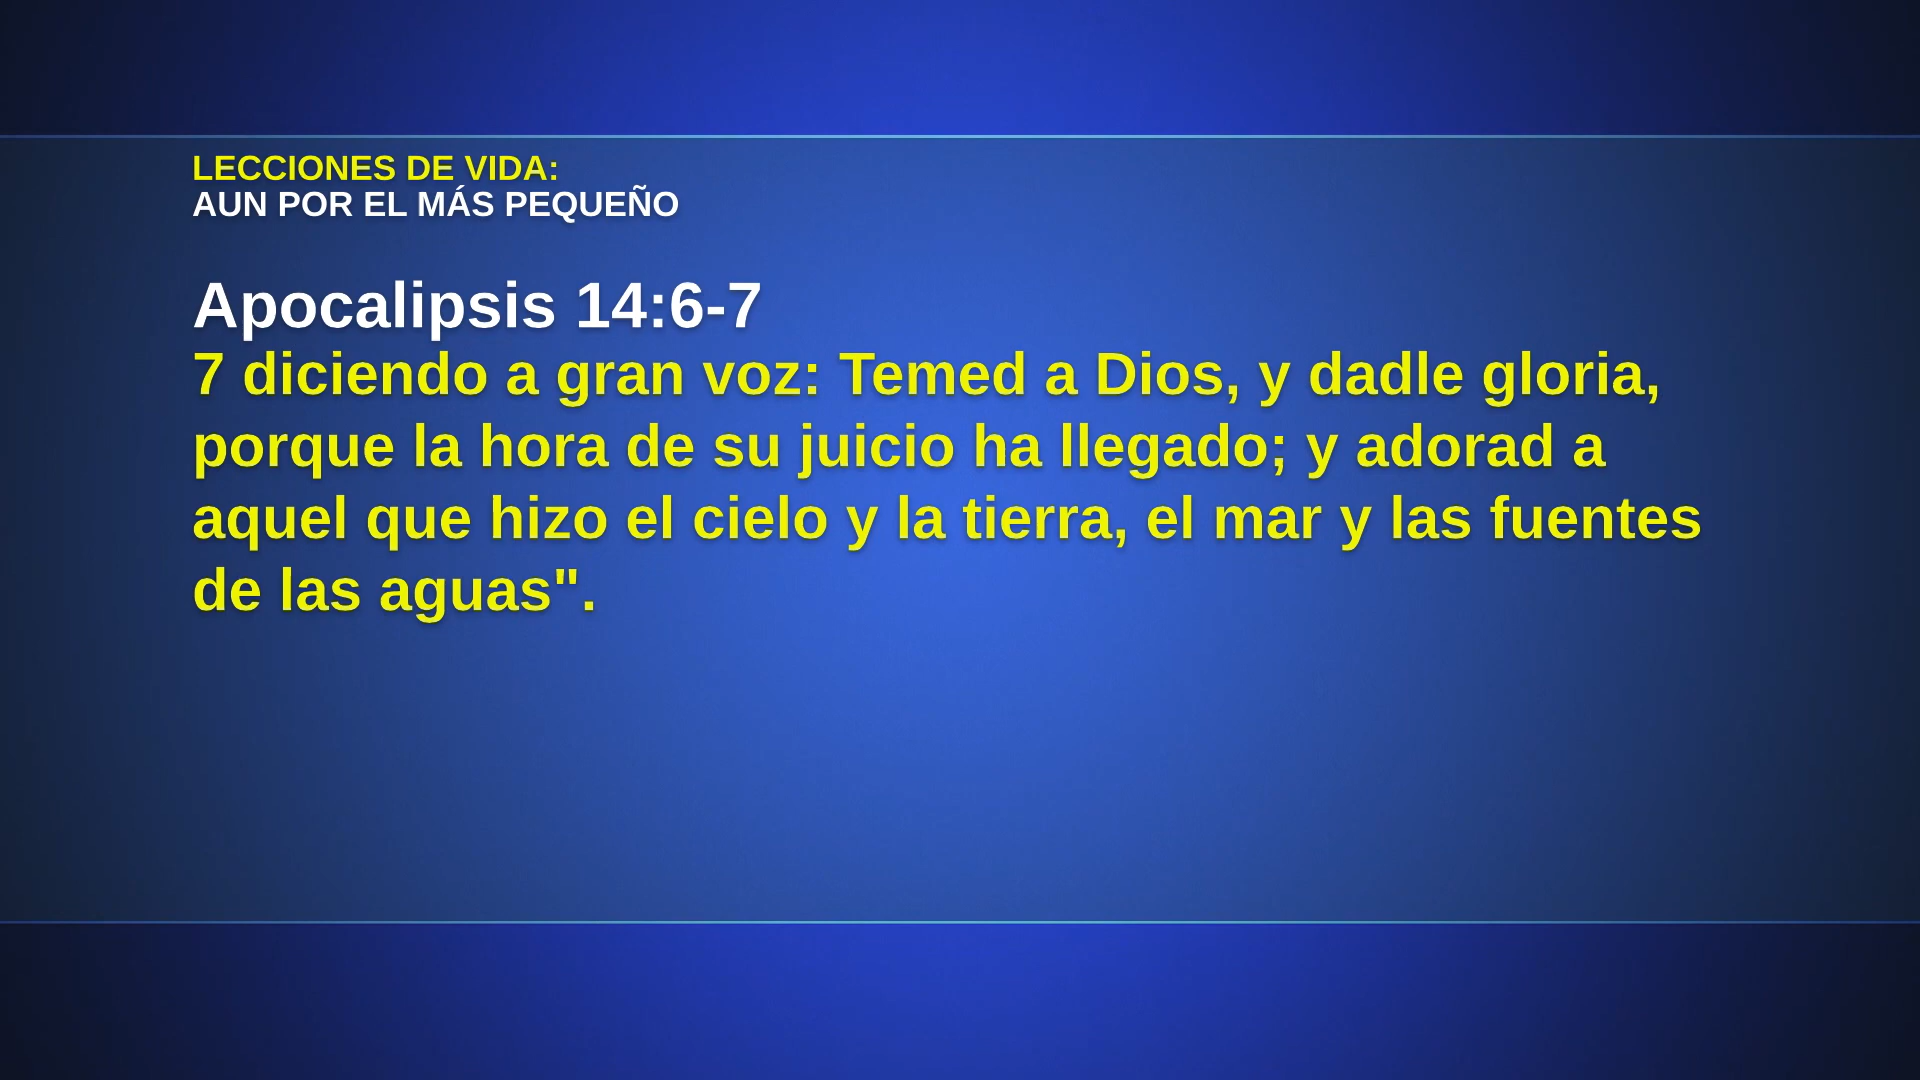 LECCIONES DE VIDA:
AUN POR EL MÁS PEQUEÑO
Apocalipsis 14:6-7
7 diciendo a gran voz: Temed a Dios, y dadle gloria,
porque la hora de su juicio ha llegado; y adorad a
aquel que hizo el cielo y la tierra, el mar y las fuentes
de las aguas".